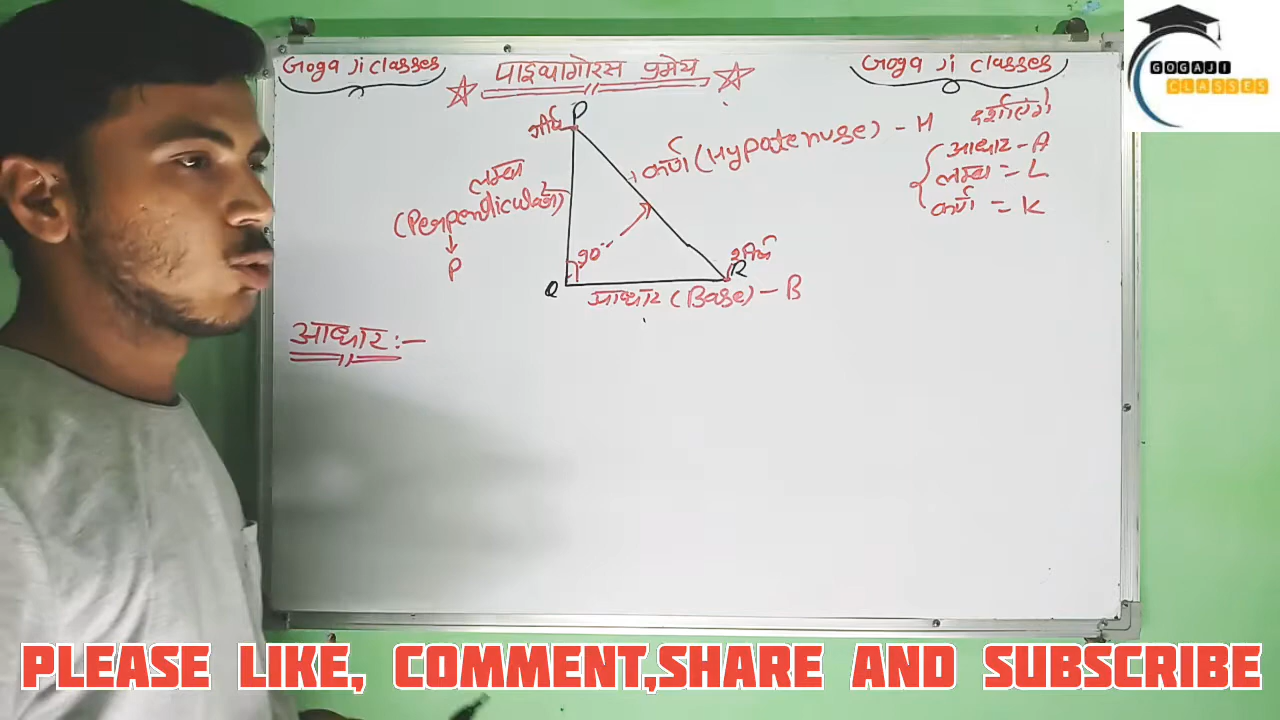 Goga ji classes
पाइथागोरस प्रमेय
Goga ji classes
GOGAJI
CLASSES
P
शीर्ष
कर्ण (Hypotenuse) - H
दर्शाएंगे
आधार - A
लम्ब = L
कर्ण = K
लम्ब
(Perpendicular)
P
90°
शीर्ष
R
Q
आधार (Base) - B
आधार :-
PLEASE LIKE, COMMENT,SHARE AND SUBSCRIBE